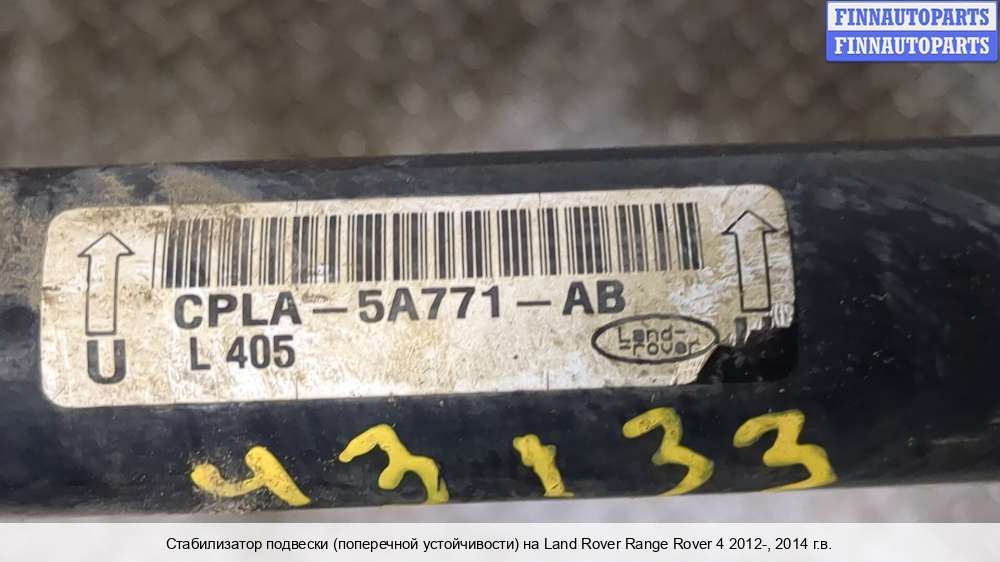 FINNAUTOPARTS
FINNAUTOPARTS
CPLA-5A771-AB
U
L 405
Land-
=rover
43133
Стабилизатор подвески (поперечной устойчивости) на Land Rover Range Rover 4 2012-, 2014 г.в.